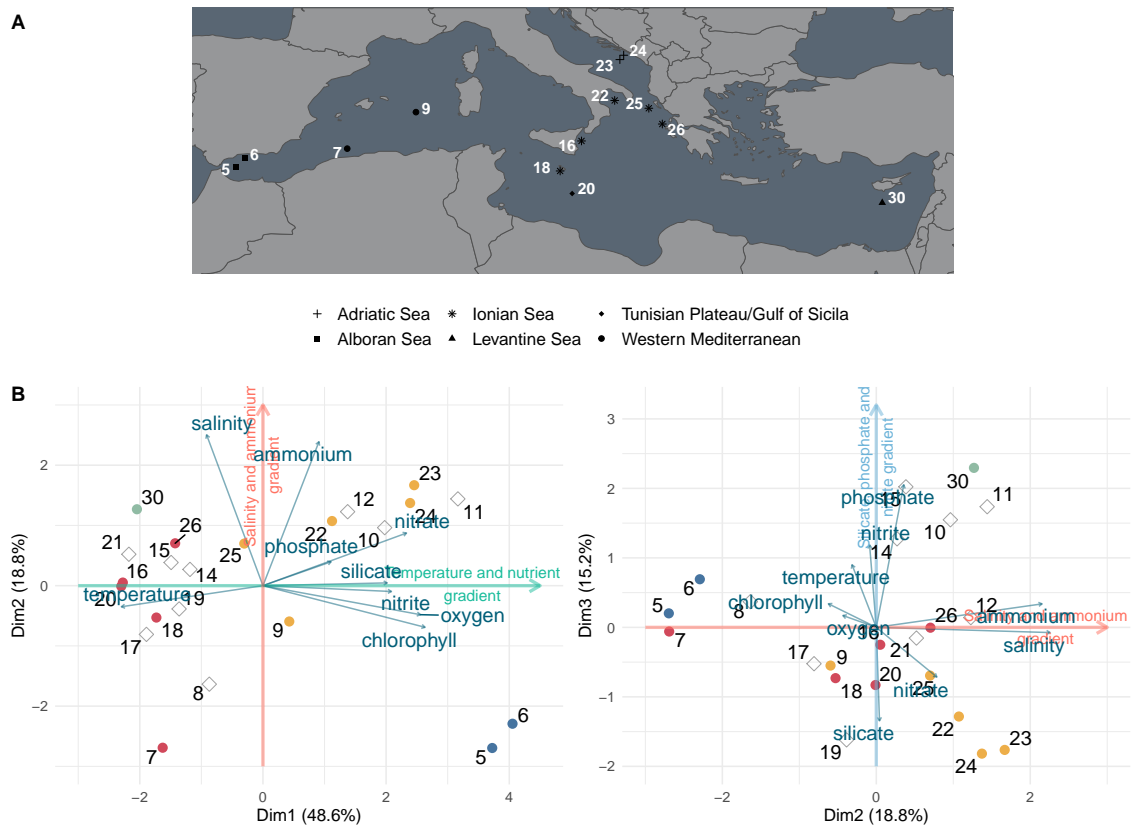 A
24
23
9
22
25
26
6
5
7
16
18
20
30
Adriatic Sea
Ionian Sea
Tunisian Plateau/Gulf of Sicila
Alboran Sea
Levantine Sea
Western Mediterranean
B
Dim2 (18.8%)
2
0
−2
−2
0
2
4
Dim1 (48.6%)
Salinity and ammonium
gradient
temperature and nutrient
gradient
salinity
ammonium
nitrate
phosphate
silicate
temperature
nitrite
oxygen
chlorophyll
30
26
21
15
16
14
25
20
19
18
17
8
7
23
12
11
24
22
10
9
6
5
Dim3 (15.2%)
3
2
1
0
−1
−2
−2
0
2
Dim2 (18.8%)
Silicate, phosphate and
nitrate gradient
Salinity and ammonium
gradient
phosphate
nitrite
temperature
chlorophyll
oxygen
ammonium
salinity
nitrate
silicate
30
15
11
10
14
6
5
8
7
12
26
16
21
17
9
18
20
25
22
19
23
24